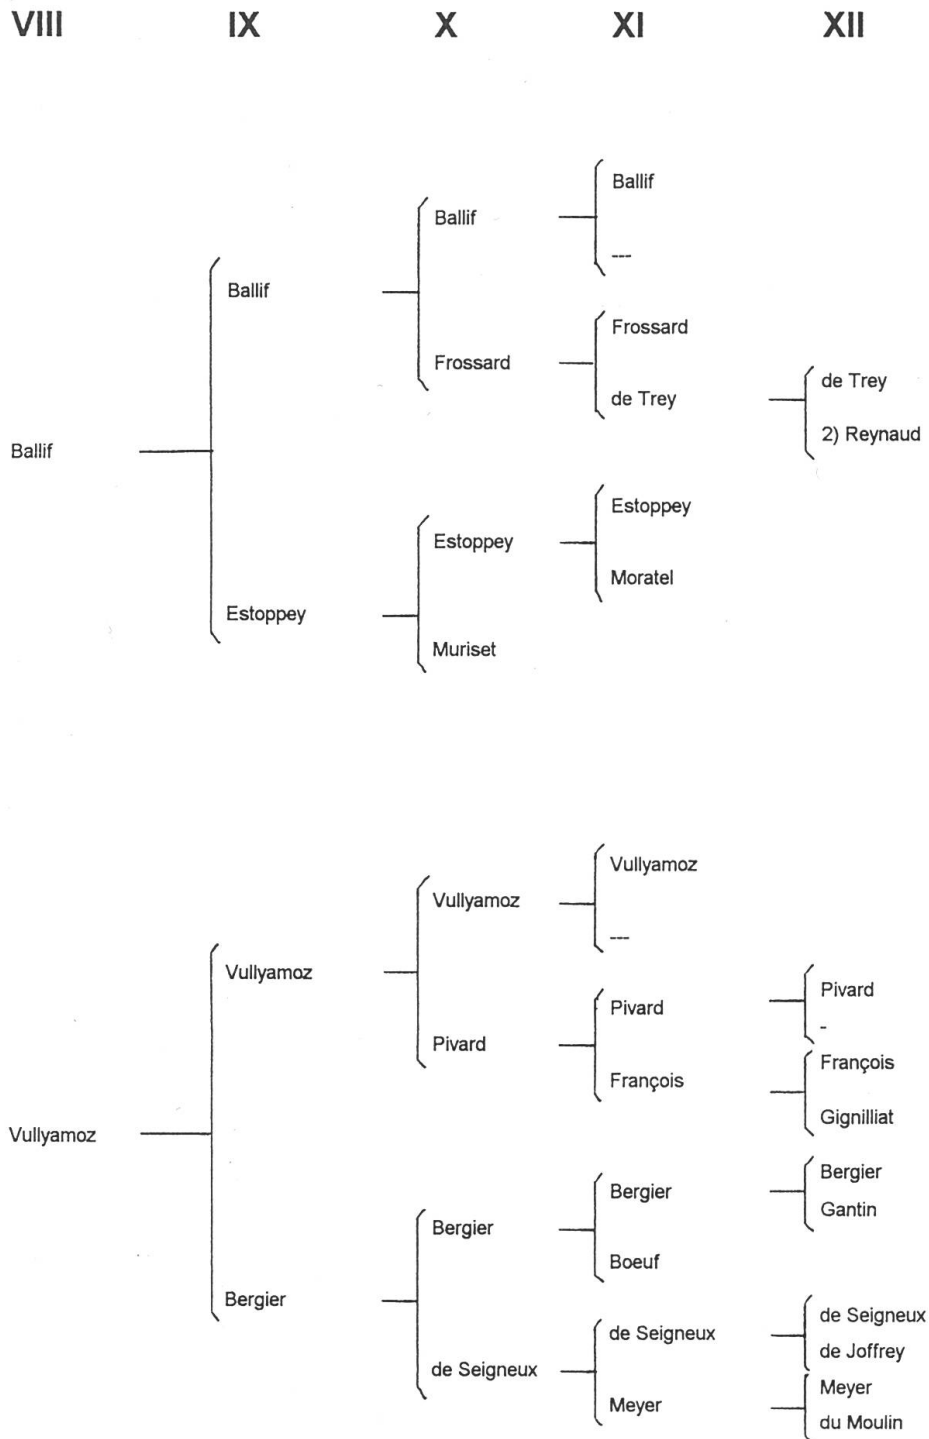 VIII IX X XI XII
Ballif
Ballif
---
Ballif
Frossard
Frossard
de Trey
de Trey
2) Reynaud
Ballif
Estoppey
Estoppey
Moratel
Estoppey
Muriset
Vullyamoz
Vullyamoz
---
Vullyamoz
Pivard
Pivard
-
Pivard
François
François
Gignilliat
Vullyamoz
Bergier
Bergier
Gantin
Bergier
Boeuf
Bergier
de Seigneux
de Seigneux
de Joffrey
de Seigneux
Meyer
Meyer
du Moulin